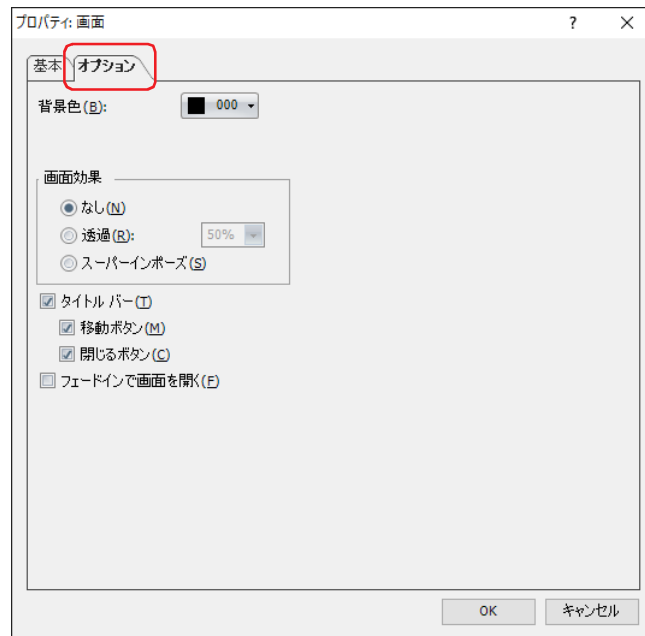 プロパティ: 画面 ?
基本 オプション
背景色(B): 000
画面効果
なし(N)
透過(R): 50%
スーパーインポーズ(S)
タイトル バー(T)
移動ボタン(M)
閉じるボタン(C)
フェードインで画面を開く(F)
OK キャンセル